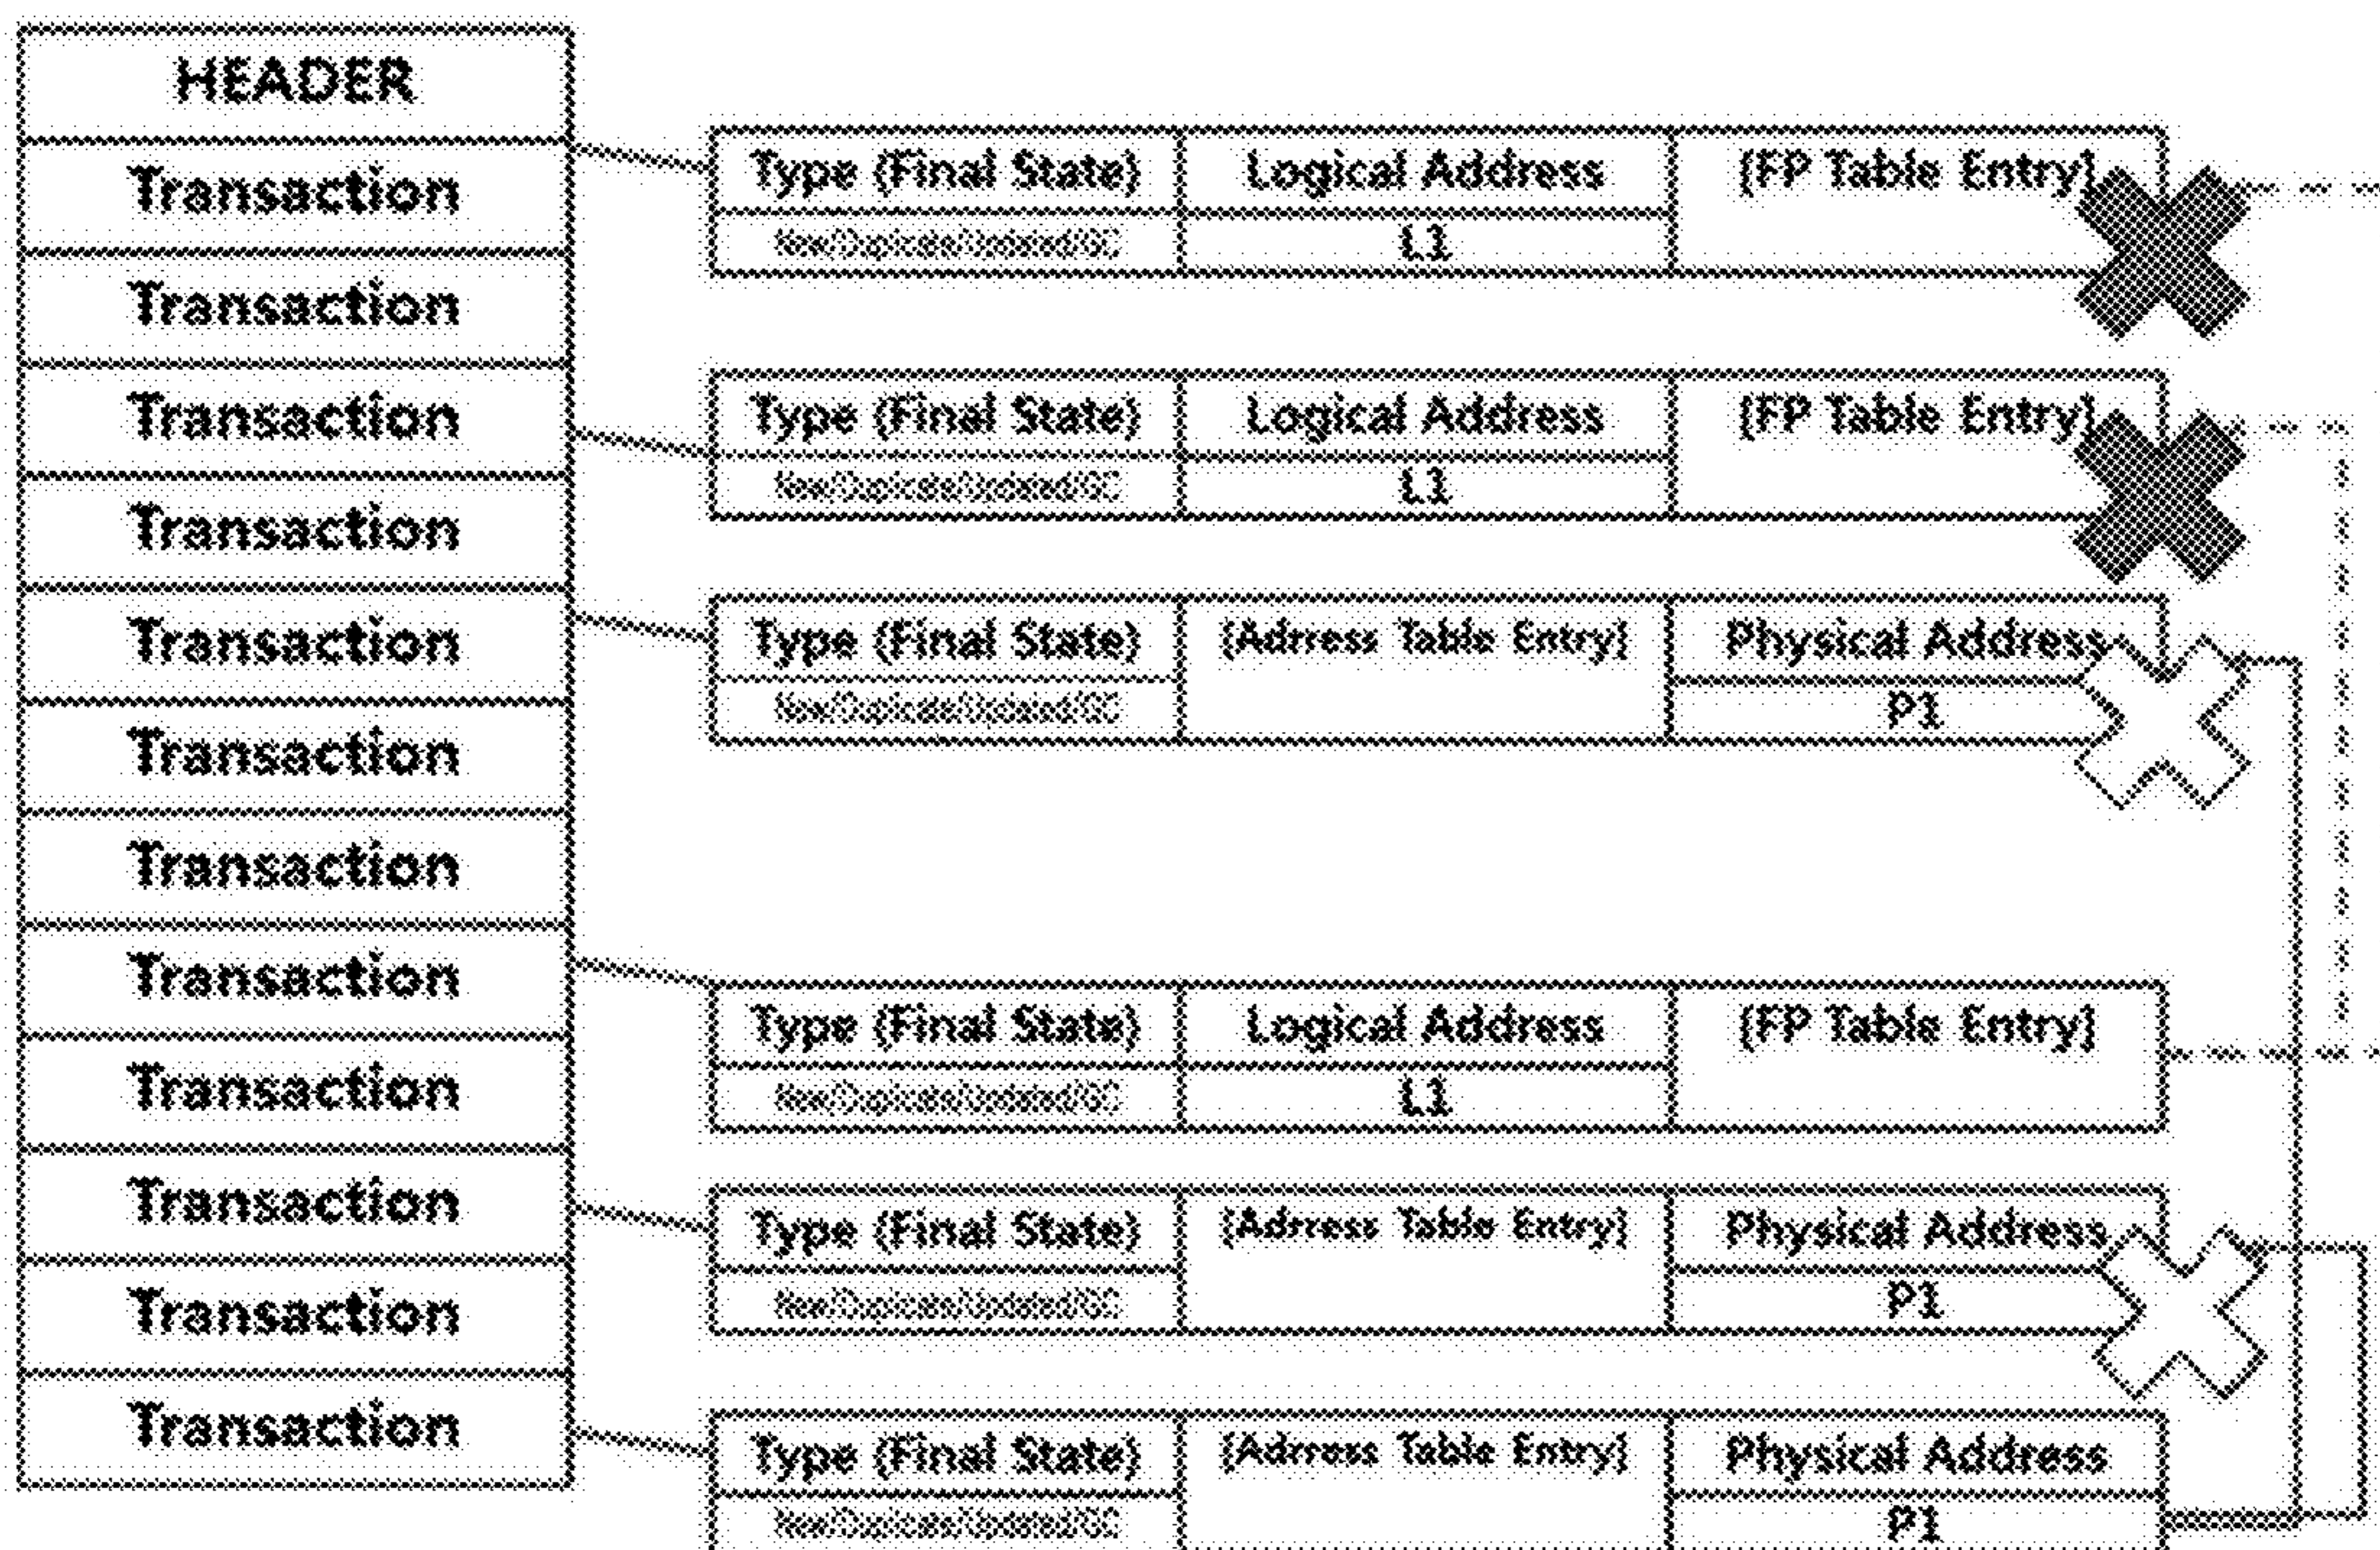 HEADER
Transaction
Transaction
Transaction
Transaction
Transaction
Transaction
Transaction
Transaction
Transaction
Transaction
Transaction
Transaction
Type (Final State) Logical Address [FP Table Entry]
L1
Type (Final State) Logical Address [FP Table Entry]
L1
Type (Final State) [Adrress Table Entry] Physical Address
P1
Type (Final State) Logical Address [FP Table Entry]
L1
Type (Final State) [Adrress Table Entry] Physical Address
P1
Type (Final State) [Adrress Table Entry] Physical Address
P1